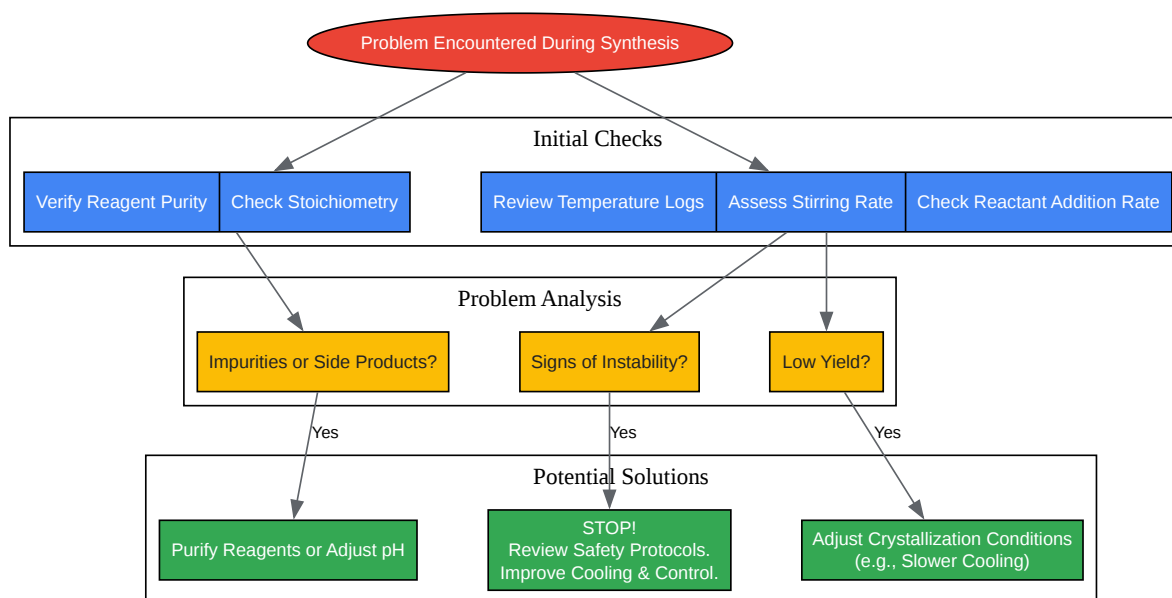 Problem Encountered During Synthesis
Initial Checks
Verify Reagent Purity
Check Stoichiometry
Review Temperature Logs
Assess Stirring Rate
Check Reactant Addition Rate
Problem Analysis
Impurities or Side Products?
Signs of Instability?
Low Yield?
Yes
Yes
Yes
Potential Solutions
Purify Reagents or Adjust pH
STOP!
Review Safety Protocols.
Improve Cooling & Control.
Adjust Crystallization Conditions
(e.g., Slower Cooling)